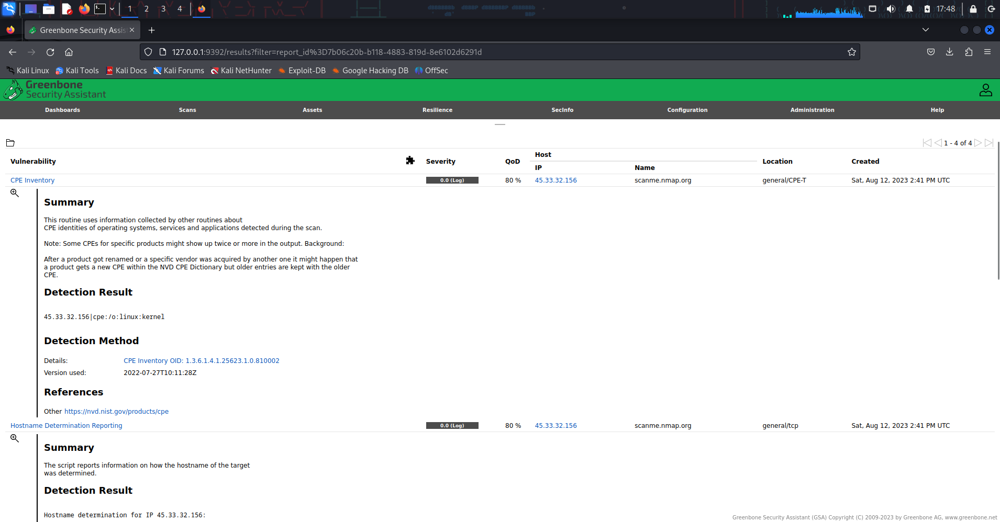 1 2 3 4 17:48
Greenbone Security Assis
127.0.0.1:9392/results?filter=report_id%3D7b06c20b-b118-4883-819d-8e6102d6291d
Kali Linux Kali Tools Kali Docs Kali Forums Kali NetHunter Exploit-DB Google Hacking DB OffSec
Greenbone
Security Assistant
Dashboards Scans Assets Resilience SecInfo Configuration Administration Help
1 - 4 of 4
Vulnerability Severity QoD Host Location Created
IP Name
CPE Inventory 0.0 (Log) 80 % 45.33.32.156 scanme.nmap.org general/CPE-T Sat, Aug 12, 2023 2:41 PM UTC
Summary
This routine uses information collected by other routines about
CPE identities of operating systems, services and applications detected during the scan.
Note: Some CPEs for specific products might show up twice or more in the output. Background:
After a product got renamed or a specific vendor was acquired by another one it might happen that
a product gets a new CPE within the NVD CPE Dictionary but older entries are kept with the older
CPE.
Detection Result
45.33.32.156|cpe:/o:linux:kernel
Detection Method
Details: CPE Inventory OID: 1.3.6.1.4.1.25623.1.0.810002
Version used: 2022-07-27T10:11:28Z
References
Other https://nvd.nist.gov/products/cpe
Hostname Determination Reporting 0.0 (Log) 80 % 45.33.32.156 scanme.nmap.org general/tcp Sat, Aug 12, 2023 2:41 PM UTC
Summary
The script reports information on how the hostname of the target
was determined.
Detection Result
Hostname determination for IP 45.33.32.156:
Greenbone Security Assistant (GSA) Copyright (C) 2009-2023 by Greenbone AG, www.greenbone.net